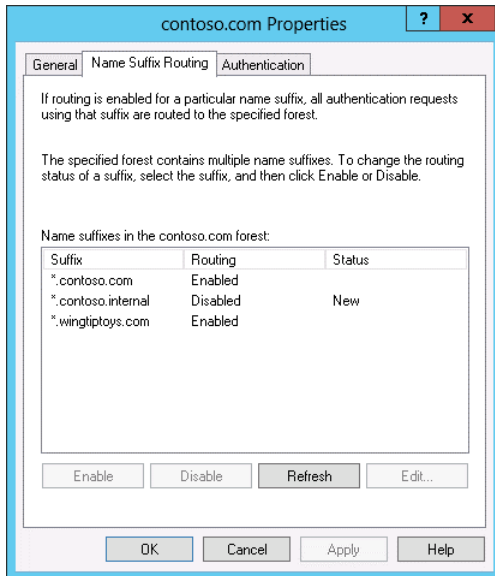 contoso.com Properties
? x
General Name Suffix Routing Authentication
If routing is enabled for a particular name suffix, all authentication requests
using that suffix are routed to the specified forest.
The specified forest contains multiple name suffixes. To change the routing
status of a suffix, select the suffix, and then click Enable or Disable.
Name suffixes in the contoso.com forest:
Suffix Routing Status
*.contoso.com Enabled
*.contoso.internal Disabled New
*.wingtiptoys.com Enabled
Enable Disable Refresh Edit...
OK Cancel Apply Help